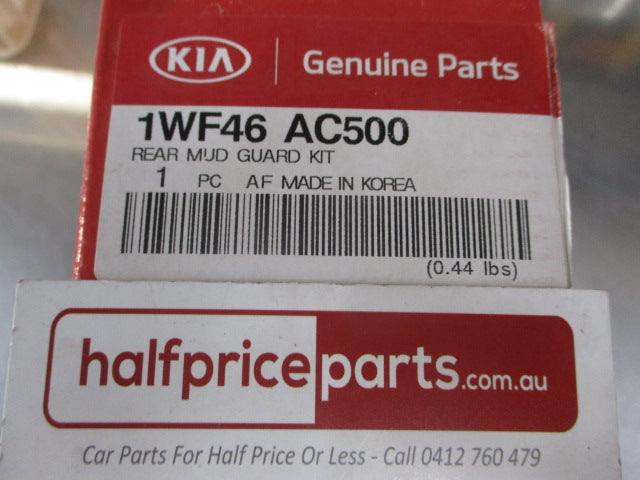 KIA Genuine Parts
1WF46 AC500
REAR MUD GUARD KIT
1 PC AF MADE IN KOREA
(0.44 lbs)
halfpriceparts.com.au
Car Parts For Half Price Or Less - Call 0412 760 479